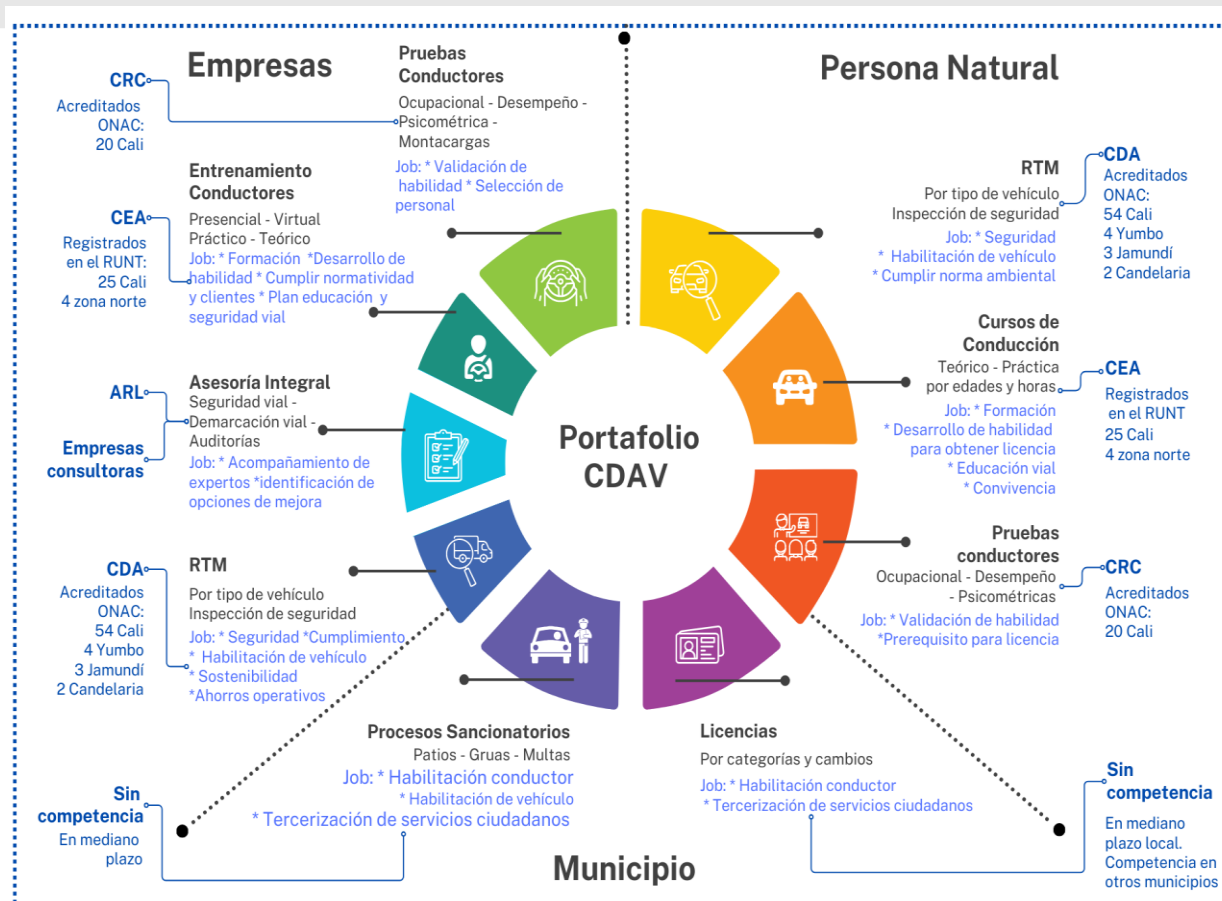 Empresas
CRC
Acreditados
ONAC:
20 Cali
Pruebas
Conductores
Ocupacional - Desempeño -
Psicométrica -
Montacargas
Job: * Validación de
habilidad * Selección de
personal
Entrenamiento
Conductores
Presencial - Virtual
Práctico - Teórico
Job: * Formación *Desarrollo de
habilidad * Cumplir normatividad
y clientes * Plan educación y
seguridad vial
CEA
Registrados
en el RUNT:
25 Cali
4 zona norte
Asesoría Integral
Seguridad vial -
Demarcación vial -
Auditorías
Job: * Acompañamiento de
expertos *identificación de
opciones de mejora
ARL
Empresas
consultoras
RTM
Por tipo de vehículo
Inspección de seguridad
Job: * Seguridad *Cumplimiento
* Habilitación de vehículo
* Sostenibilidad
*Ahorros operativos
CDA
Acreditados
ONAC:
54 Cali
4 Yumbo
3 Jamundí
2 Candelaria
Portafolio
CDAV
Persona Natural
RTM
Por tipo de vehículo
Inspección de seguridad
Job: * Seguridad
* Habilitación de vehículo
* Cumplir norma ambiental
CDA
Acreditados
ONAC:
54 Cali
4 Yumbo
3 Jamundí
2 Candelaria
Cursos de
Conducción
Teórico - Práctica
por edades y horas
Job: * Formación
* Desarrollo de habilidad
para obtener licencia
* Educación vial
* Convivencia
CEA
Registrados
en el RUNT
25 Cali
4 zona norte
Pruebas
conductores
Ocupacional - Desempeño
- Psicométricas
Job: * Validación de habilidad
*Prerequisito para licencia
CRC
Acreditados
ONAC:
20 Cali
Procesos Sancionatorios
Patios - Gruas - Multas
Job: * Habilitación conductor
* Habilitación de vehículo
* Tercerización de servicios ciudadanos
Sin
competencia
En mediano
plazo
Licencias
Por categorías y cambios
Job: * Habilitación conductor
* Tercerización de servicios ciudadanos
Sin
competencia
En mediano
plazo local.
Competencia en
otros municipios
Municipio